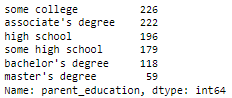 some college          226
associate's degree    222
high school           196
some high school      179
bachelor's degree     118
master's degree        59
Name: parent_education, dtype: int64